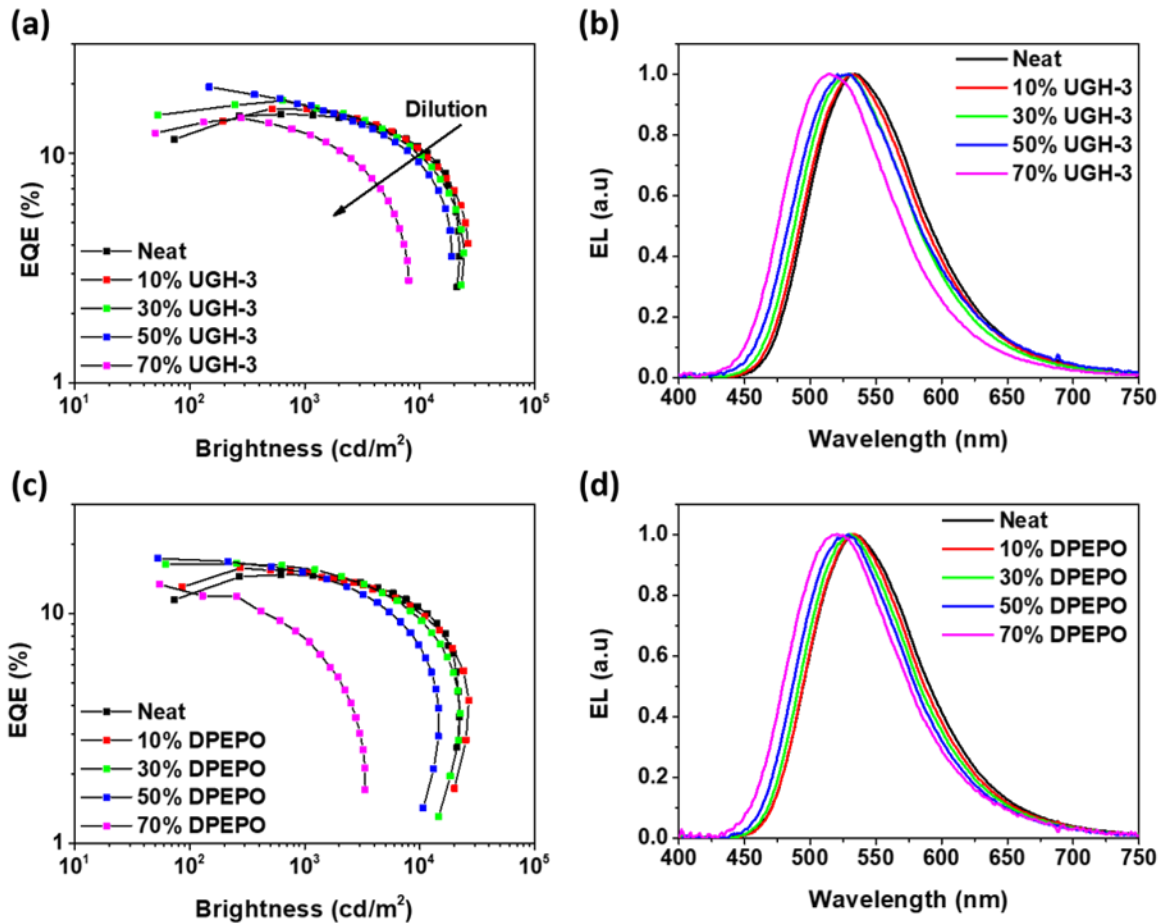 (a)
EQE (%)
10
1
Dilution
Neat
10% UGH-3
30% UGH-3
50% UGH-3
70% UGH-3
10¹ 10² 10³ 10⁴ 10⁵
Brightness (cd/m²)
(b)
EL (a.u)
1.0
0.8
0.6
0.4
0.2
0.0
Neat
10% UGH-3
30% UGH-3
50% UGH-3
70% UGH-3
400 450 500 550 600 650 700 750
Wavelength (nm)
(c)
EQE (%)
10
1
Neat
10% DPEPO
30% DPEPO
50% DPEPO
70% DPEPO
10¹ 10² 10³ 10⁴ 10⁵
Brightness (cd/m²)
(d)
EL (a.u)
1.0
0.8
0.6
0.4
0.2
0.0
Neat
10% DPEPO
30% DPEPO
50% DPEPO
70% DPEPO
400 450 500 550 600 650 700 750
Wavelength (nm)